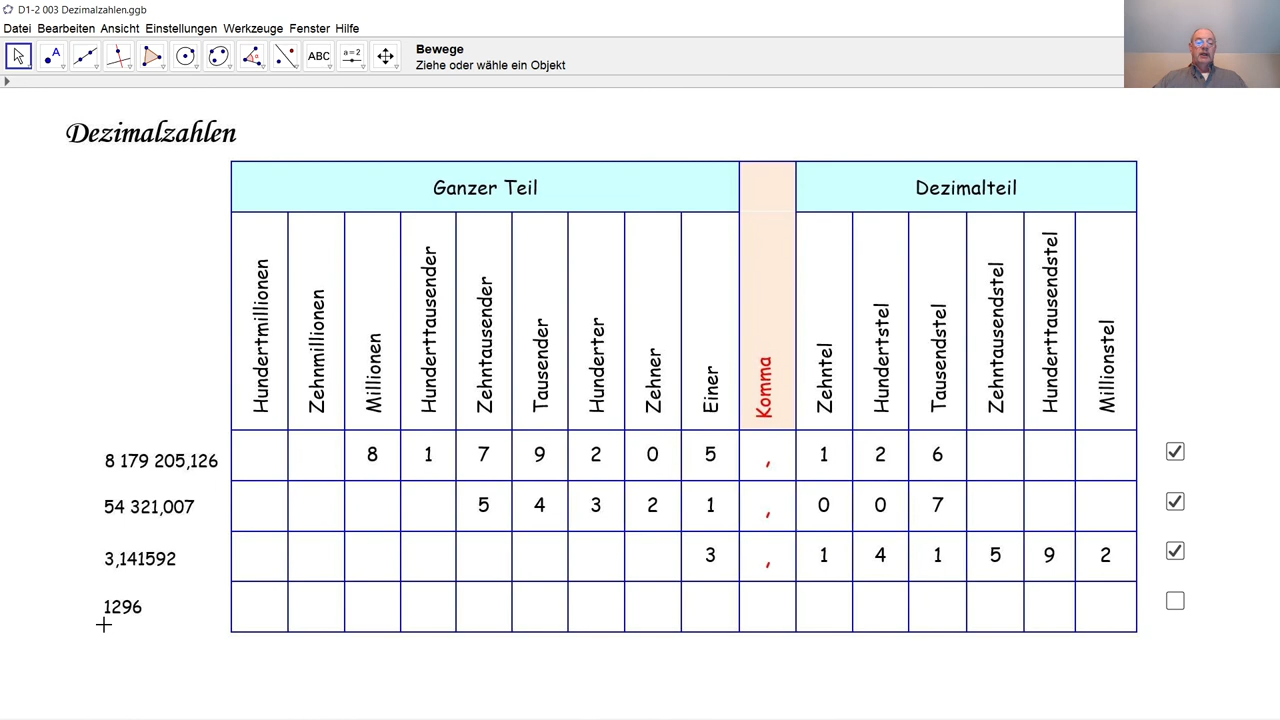 D1-2 003 Dezimalzahlen.ggb
Datei Bearbeiten Ansicht Einstellungen Werkzeuge Fenster Hilfe
A ABC a=2 Bewege
Ziehe oder wähle ein Objekt
Dezimalzahlen
Ganzer Teil Dezimalteil
Hundertmillionen Zehnmillionen Millionen Hunderttausender Zehntausender Tausender Hunderter Zehner Einer Komma Zehntel Hundertstel Tausendstel Zehntausendstel Hunderttausendstel Millionstel
8 179 205,126 8 1 7 9 2 0 5 , 1 2 6
54 321,007 5 4 3 2 1 , 0 0 7
3,141592 3 , 1 4 1 5 9 2
1296